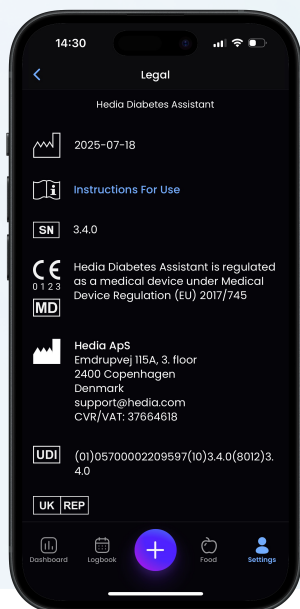 14:30
Legal
Hedia Diabetes Assistant
2025-07-18
Instructions For Use
SN 3.4.0
CE
0123
MD
Hedia Diabetes Assistant is regulated
as a medical device under Medical
Device Regulation (EU) 2017/745
Hedia ApS
Emdrupvej 115A, 3. floor
2400 Copenhagen
Denmark
support@hedia.com
CVR/VAT: 37664618
UDI (01)05700002209597(10)3.4.0(8012)3.
4.0
UK REP
Dashboard Logbook Food Settings